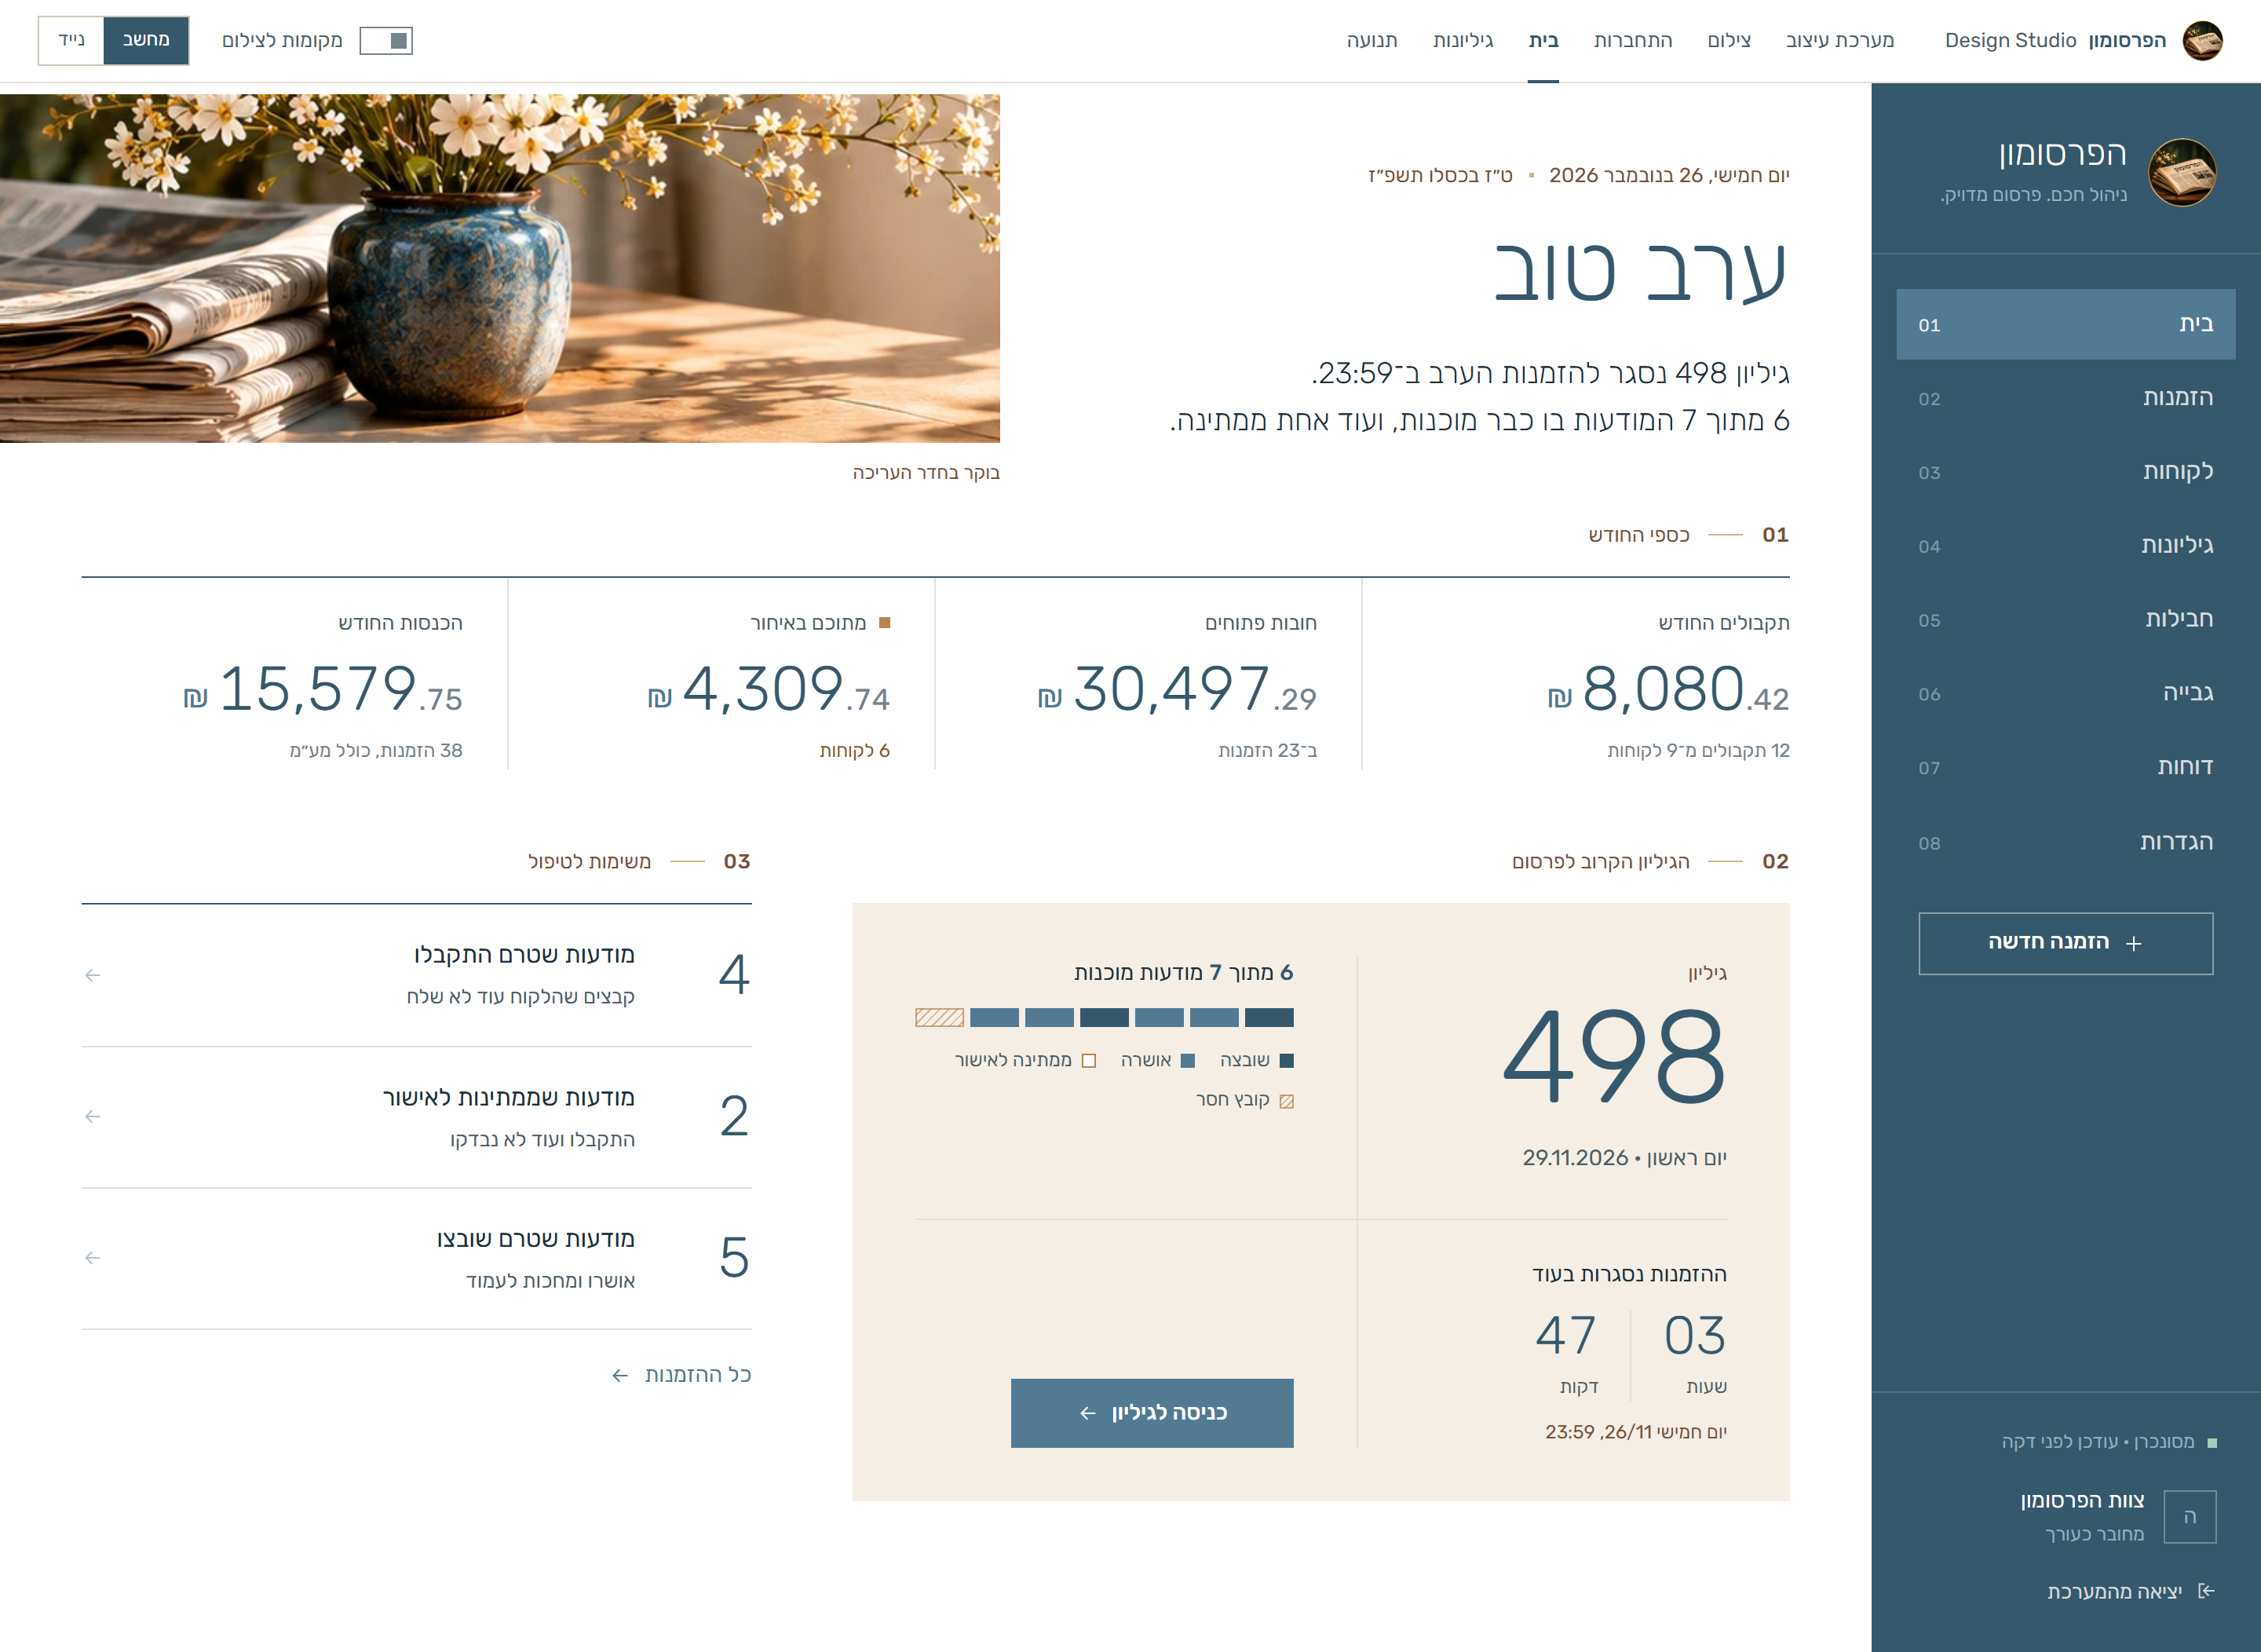 הפרסומון Design Studio
מערכת עיצוב
צילום
התחברות
בית
גיליונות
תנועה
מקומות לצילום
מחשב
נייד
הפרסומון
ניהול חכם. פרסום מדויק.
בית 01
הזמנות 02
לקוחות 03
גיליונות 04
חבילות 05
גבייה 06
דוחות 07
הגדרות 08
+ הזמנה חדשה
מסונכרן • עודכן לפני דקה
ה
צוות הפרסומון
מחובר כעורך
יציאה מהמערכת
יום חמישי, 26 בנובמבר 2026 ▪ ט״ז בכסלו תשפ״ז
ערב טוב
גיליון 498 נסגר להזמנות הערב ב־23:59.
6 מתוך 7 המודעות בו כבר מוכנות, ועוד אחת ממתינה.
בוקר בחדר העריכה
01 כספי החודש
תקבולים החודש
8,080.42 ₪
12 תקבולים מ־9 לקוחות
חובות פתוחים
30,497.29 ₪
ב־23 הזמנות
מתוכם באיחור
4,309.74 ₪
6 לקוחות
הכנסות החודש
15,579.75 ₪
38 הזמנות, כולל מע״מ
02 הגיליון הקרוב לפרסום
גיליון
498
יום ראשון • 29.11.2026
6 מתוך 7 מודעות מוכנות
שובצה
אושרה
ממתינה לאישור
קובץ חסר
ההזמנות נסגרות בעוד
03 שעות
47 דקות
יום חמישי 26/11, 23:59
כניסה לגיליון ←
03 משימות לטיפול
4 מודעות שטרם התקבלו ←
קבצים שהלקוח עוד לא שלח
2 מודעות שממתינות לאישור ←
התקבלו ועוד לא נבדקו
5 מודעות שטרם שובצו ←
אושרו ומחכות לעמוד
כל ההזמנות ←